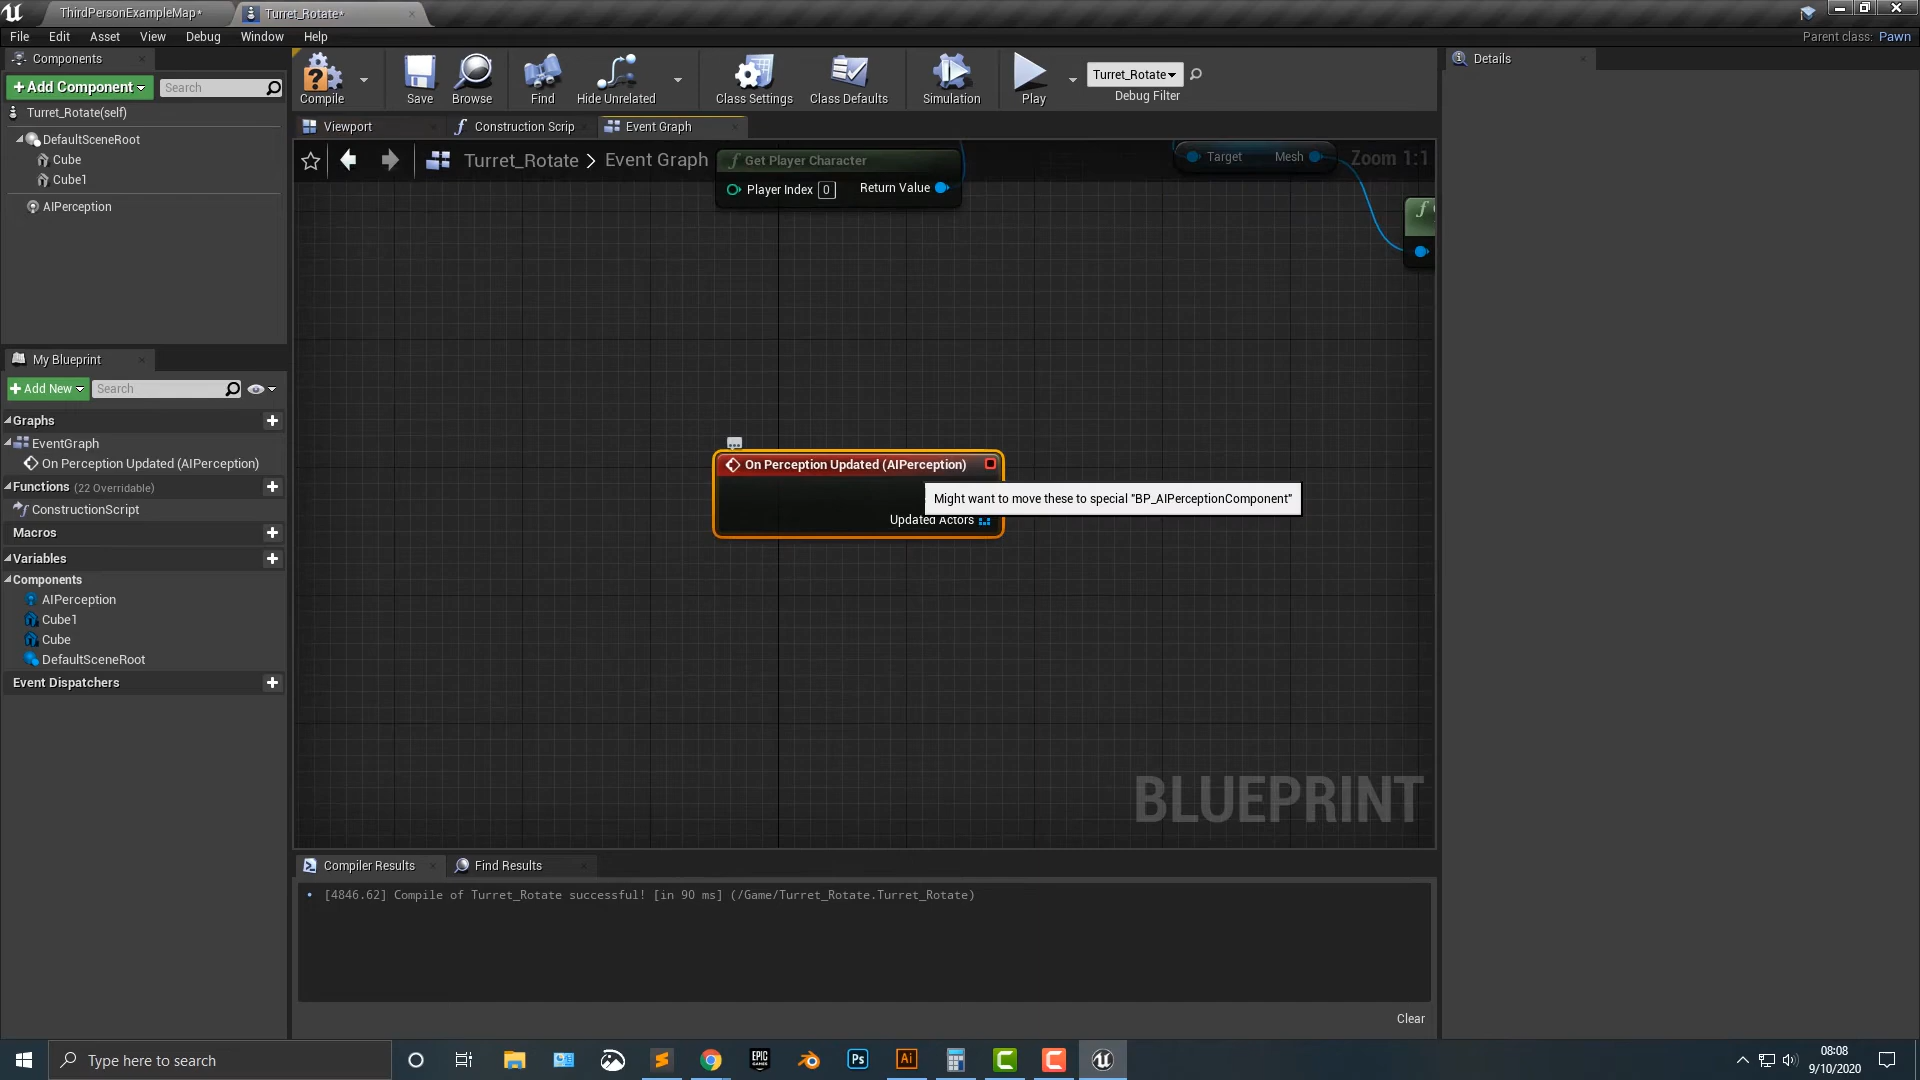 ThirdPersonExampleMap*
Turret_Rotate*
File Edit Asset View Debug Window Help
Parent class: Pawn
Components
+Add Component
Search
Turret_Rotate(self)
DefaultSceneRoot
Cube
Cube1
AIPerception
Compile
Save
Browse
Find
Hide Unrelated
Class Settings
Class Defaults
Simulation
Play
Turret_Rotate
Debug Filter
Details
Viewport
Construction Scrip
Event Graph
Turret_Rotate > Event Graph
Zoom 1:1
Get Player Character
Player Index 0
Return Value
Target Mesh
On Perception Updated (AIPerception)
Might want to move these to special "BP_AIPerceptionComponent"
Updated Actors
BLUEPRINT
My Blueprint
+Add New
Search
Graphs
EventGraph
On Perception Updated (AIPerception)
Functions (22 Overridable)
ConstructionScript
Macros
Variables
Components
AIPerception
Cube1
Cube
DefaultSceneRoot
Event Dispatchers
Compiler Results
Find Results
[4846.62] Compile of Turret_Rotate successful! [in 90 ms] (/Game/Turret_Rotate.Turret_Rotate)
Clear
Type here to search
EPIC GAMES
Ps
Ai
08:08
9/10/2020